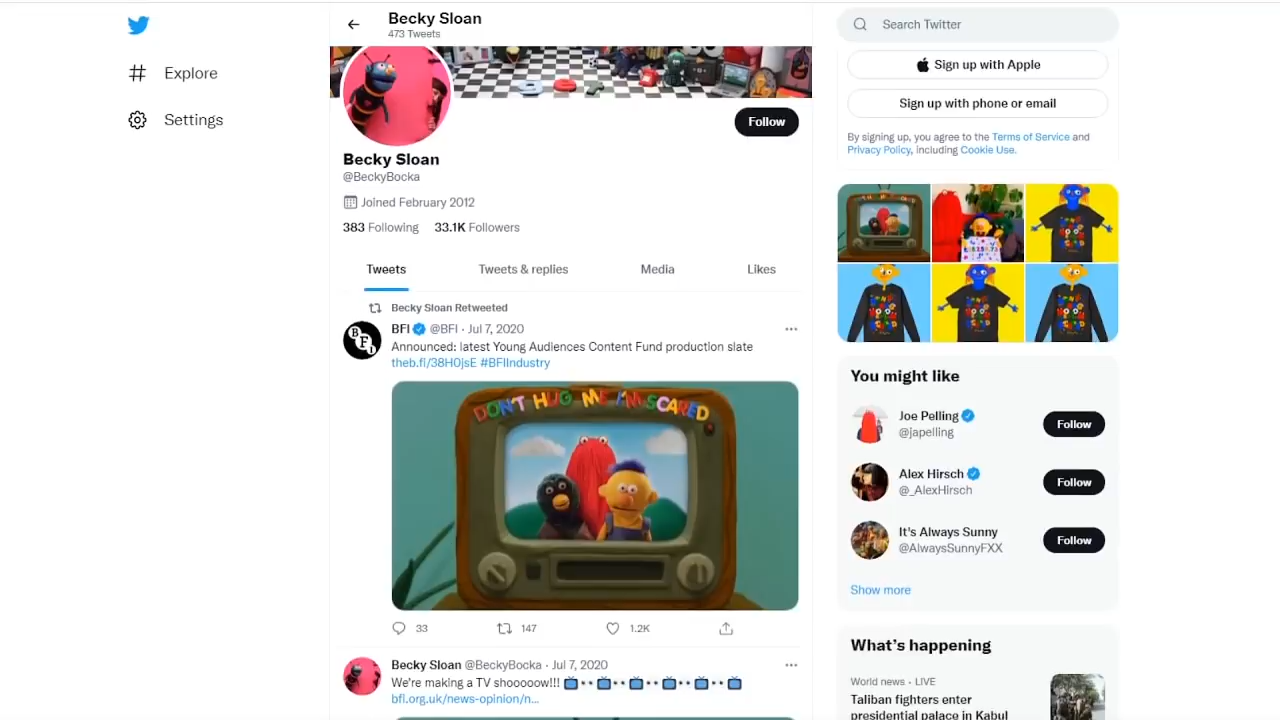 Explore
Settings
Becky Sloan
473 Tweets
Follow
Becky Sloan
@BeckyBocka
Joined February 2012
383 Following 33.1K Followers
Tweets Tweets & replies Media Likes
Becky Sloan Retweeted
BFI @BFI · Jul 7, 2020
Announced: latest Young Audiences Content Fund production slate
theb.fi/38H0jsE #BFIIndustry
BFI
DON'T HUG ME I'M SCARED
33 147 1.2K
Becky Sloan @BeckyBocka · Jul 7, 2020
We're making a TV shooooow!!!
bfi.org.uk/news-opinion/n...
Search Twitter
Sign up with Apple
Sign up with phone or email
By signing up, you agree to the Terms of Service and
Privacy Policy, including Cookie Use.
You might like
Joe Pelling
@japelling
Follow
Alex Hirsch
@_AlexHirsch
Follow
It's Always Sunny
@AlwaysSunnyFXX
Follow
Show more
What's happening
World news · LIVE
Taliban fighters enter
presidential palace in Kabul